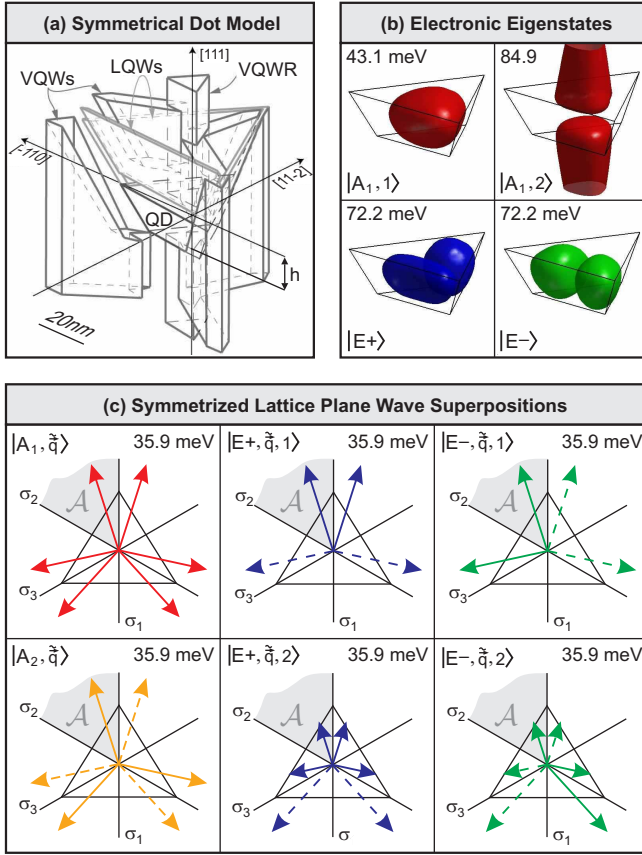 (a) Symmetrical Dot Model
[111]
VQWs
LQWs
VQWR
[-110]
[11-2]
QD
h
20nm
(b) Electronic Eigenstates
43.1 meV
84.9
|A₁,1⟩
|A₁,2⟩
72.2 meV
72.2 meV
|E+⟩
|E−⟩
(c) Symmetrized Lattice Plane Wave Superpositions
|A₁,q̃⟩ 35.9 meV
|E+,q̃,1⟩ 35.9 meV
|E−,q̃,1⟩ 35.9 meV
σ₂ 𝒜 σ₂ 𝒜 σ₂ 𝒜
σ₃ σ₃ σ₃
σ₁ σ₁ σ₁
|A₂,q̃⟩ 35.9 meV
|E+,q̃,2⟩ 35.9 meV
|E−,q̃,2⟩ 35.9 meV
σ₂ 𝒜 σ₂ 𝒜 σ₂ 𝒜
σ₃ σ₃ σ₃
σ₁ σ σ₁